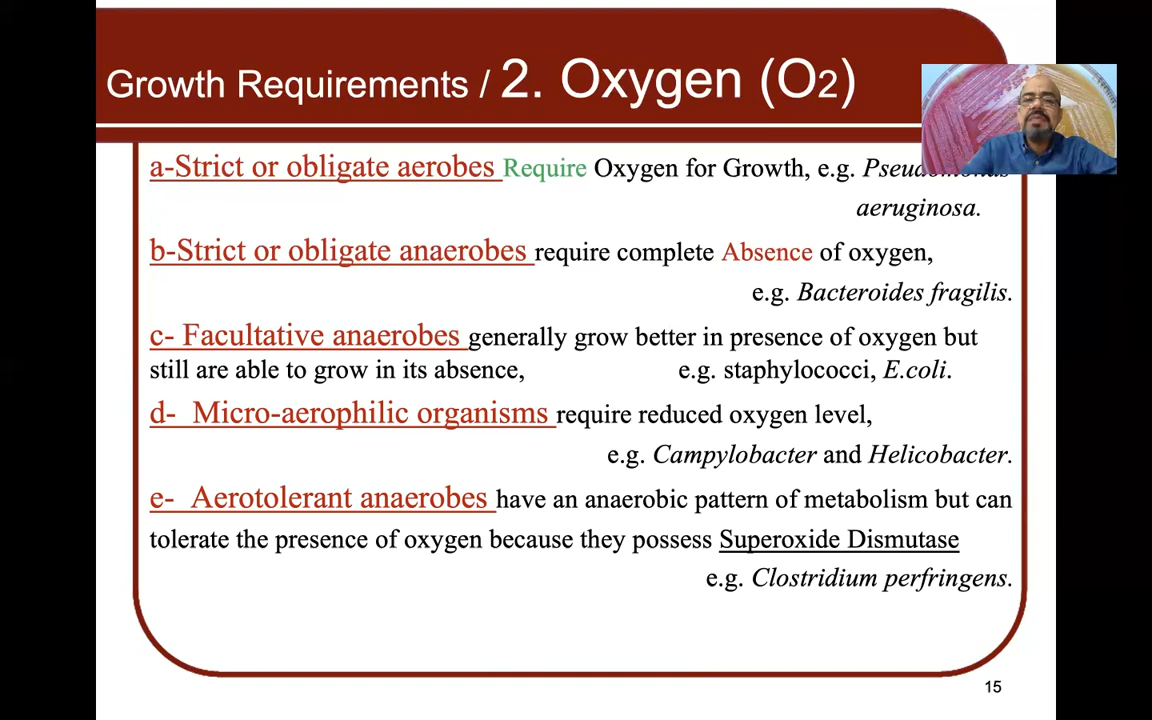 Growth Requirements / 2. Oxygen (O2)
a-Strict or obligate aerobes Require Oxygen for Growth, e.g.
aeruginosa.
b-Strict or obligate anaerobes require complete Absence of oxygen,
e.g. Bacteroides fragilis.
c- Facultative anaerobes generally grow better in presence of oxygen but
still are able to grow in its absence, e.g. staphylococci, E.coli.
d- Micro-aerophilic organisms require reduced oxygen level,
e.g. Campylobacter and Helicobacter.
e- Aerotolerant anaerobes have an anaerobic pattern of metabolism but can
tolerate the presence of oxygen because they possess Superoxide Dismutase
e.g. Clostridium perfringens.
15